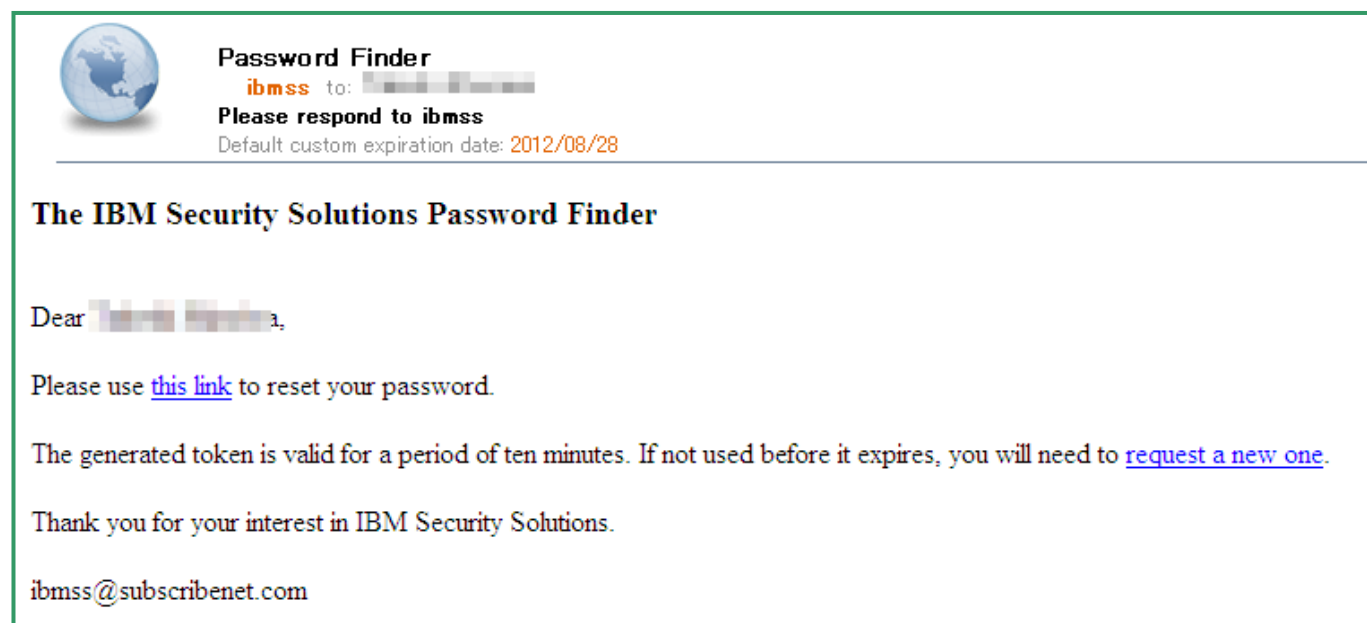 Password Finder
ibmss to:
Please respond to ibmss
Default custom expiration date: 2012/08/28
The IBM Security Solutions Password Finder
Dear a,
Please use this link to reset your password.
The generated token is valid for a period of ten minutes. If not used before it expires, you will need to request a new one.
Thank you for your interest in IBM Security Solutions.
ibmss@subscribenet.com